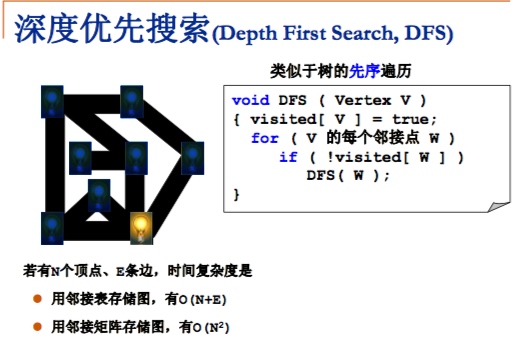 深度优先搜索(Depth First Search, DFS)
类似于树的先序遍历
void DFS ( Vertex V )
{ visited[ V ] = true;
for ( V 的每个邻接点 W )
if ( !visited[ W ] )
DFS( W );
}
若有N个顶点、E条边，时间复杂度是
用邻接表存储图，有O(N+E)
用邻接矩阵存储图，有O(N²)